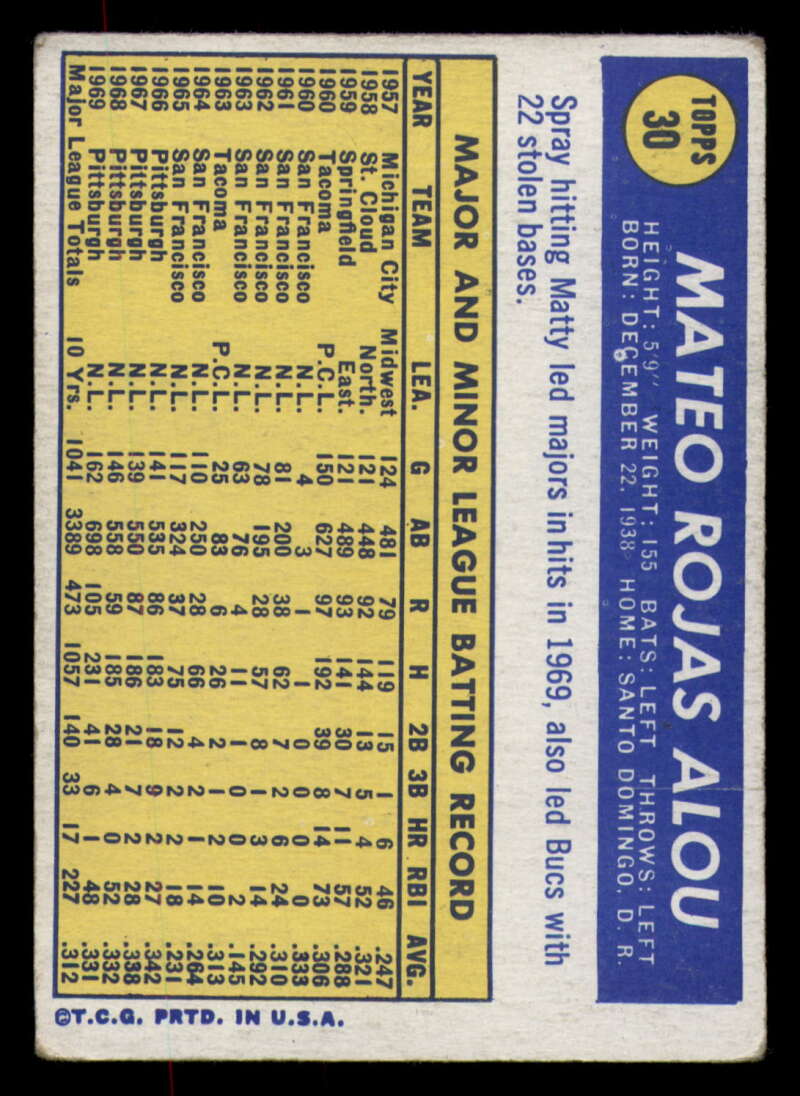 TOPPS
30
MATEO ROJAS ALOU
HEIGHT: 5'9" WEIGHT: 155 BATS: LEFT THROWS: LEFT
BORN: DECEMBER 22, 1938 HOME: SANTO DOMINGO, D. R.
Spray hitting Matty led majors in hits in 1969, also led Bucs with
22 stolen bases.
MAJOR AND MINOR LEAGUE BATTING RECORD
YEAR TEAM LEA. G AB R H 2B 3B HR RBI AVG.
1957 Michigan City Midwest 124 481 79 119 15 1 6 46 .247
1958 St. Cloud North. 121 448 92 144 13 5 4 52 .321
1959 Springfield East. 121 489 93 141 30 7 11 57 .288
1960 Tacoma P.C.L. 150 627 97 192 39 8 14 73 .306
1960 San Francisco N.L. 4 3 1 1 0 0 0 0 .333
1961 San Francisco N.L. 81 200 38 62 7 2 6 24 .310
1962 San Francisco N.L. 78 195 28 57 8 1 3 14 .292
1963 San Francisco N.L. 63 76 4 11 1 0 0 2 .145
1963 Tacoma P.C.L. 25 83 6 26 2 1 2 10 .313
1964 San Francisco N.L. 110 250 28 66 4 2 1 14 .264
1965 San Francisco N.L. 117 324 37 75 12 2 2 18 .231
1966 Pittsburgh N.L. 141 535 86 183 18 9 2 27 .342
1967 Pittsburgh N.L. 139 550 87 186 21 7 2 28 .338
1968 Pittsburgh N.L. 146 558 59 185 28 4 0 52 .332
1969 Pittsburgh N.L. 162 698 105 231 41 6 1 48 .331
Major League Totals 10 Yrs. 1041 3389 473 1057 140 33 17 227 .312
©T.C.G. PRTD. IN U.S.A.